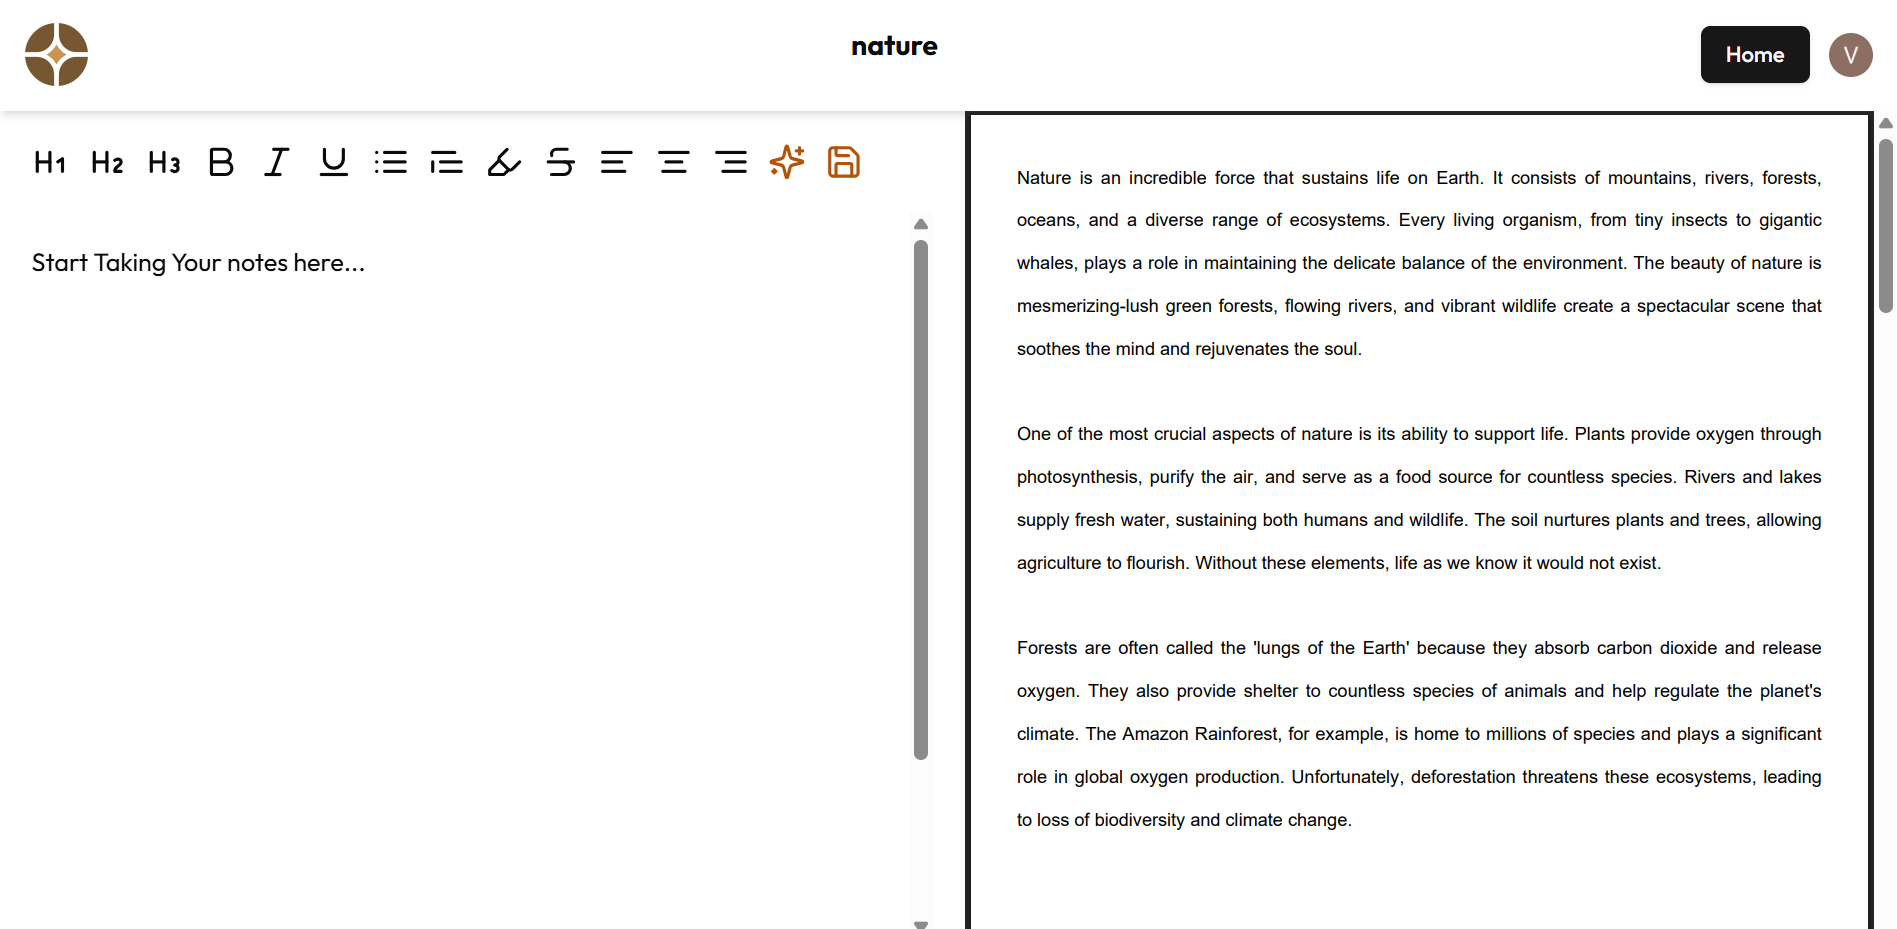 nature
Home
V
H1 H2 H3 B I U S
Start Taking Your notes here...
Nature is an incredible force that sustains life on Earth. It consists of mountains, rivers, forests,
oceans, and a diverse range of ecosystems. Every living organism, from tiny insects to gigantic
whales, plays a role in maintaining the delicate balance of the environment. The beauty of nature is
mesmerizing-lush green forests, flowing rivers, and vibrant wildlife create a spectacular scene that
soothes the mind and rejuvenates the soul.
One of the most crucial aspects of nature is its ability to support life. Plants provide oxygen through
photosynthesis, purify the air, and serve as a food source for countless species. Rivers and lakes
supply fresh water, sustaining both humans and wildlife. The soil nurtures plants and trees, allowing
agriculture to flourish. Without these elements, life as we know it would not exist.
Forests are often called the 'lungs of the Earth' because they absorb carbon dioxide and release
oxygen. They also provide shelter to countless species of animals and help regulate the planet's
climate. The Amazon Rainforest, for example, is home to millions of species and plays a significant
role in global oxygen production. Unfortunately, deforestation threatens these ecosystems, leading
to loss of biodiversity and climate change.